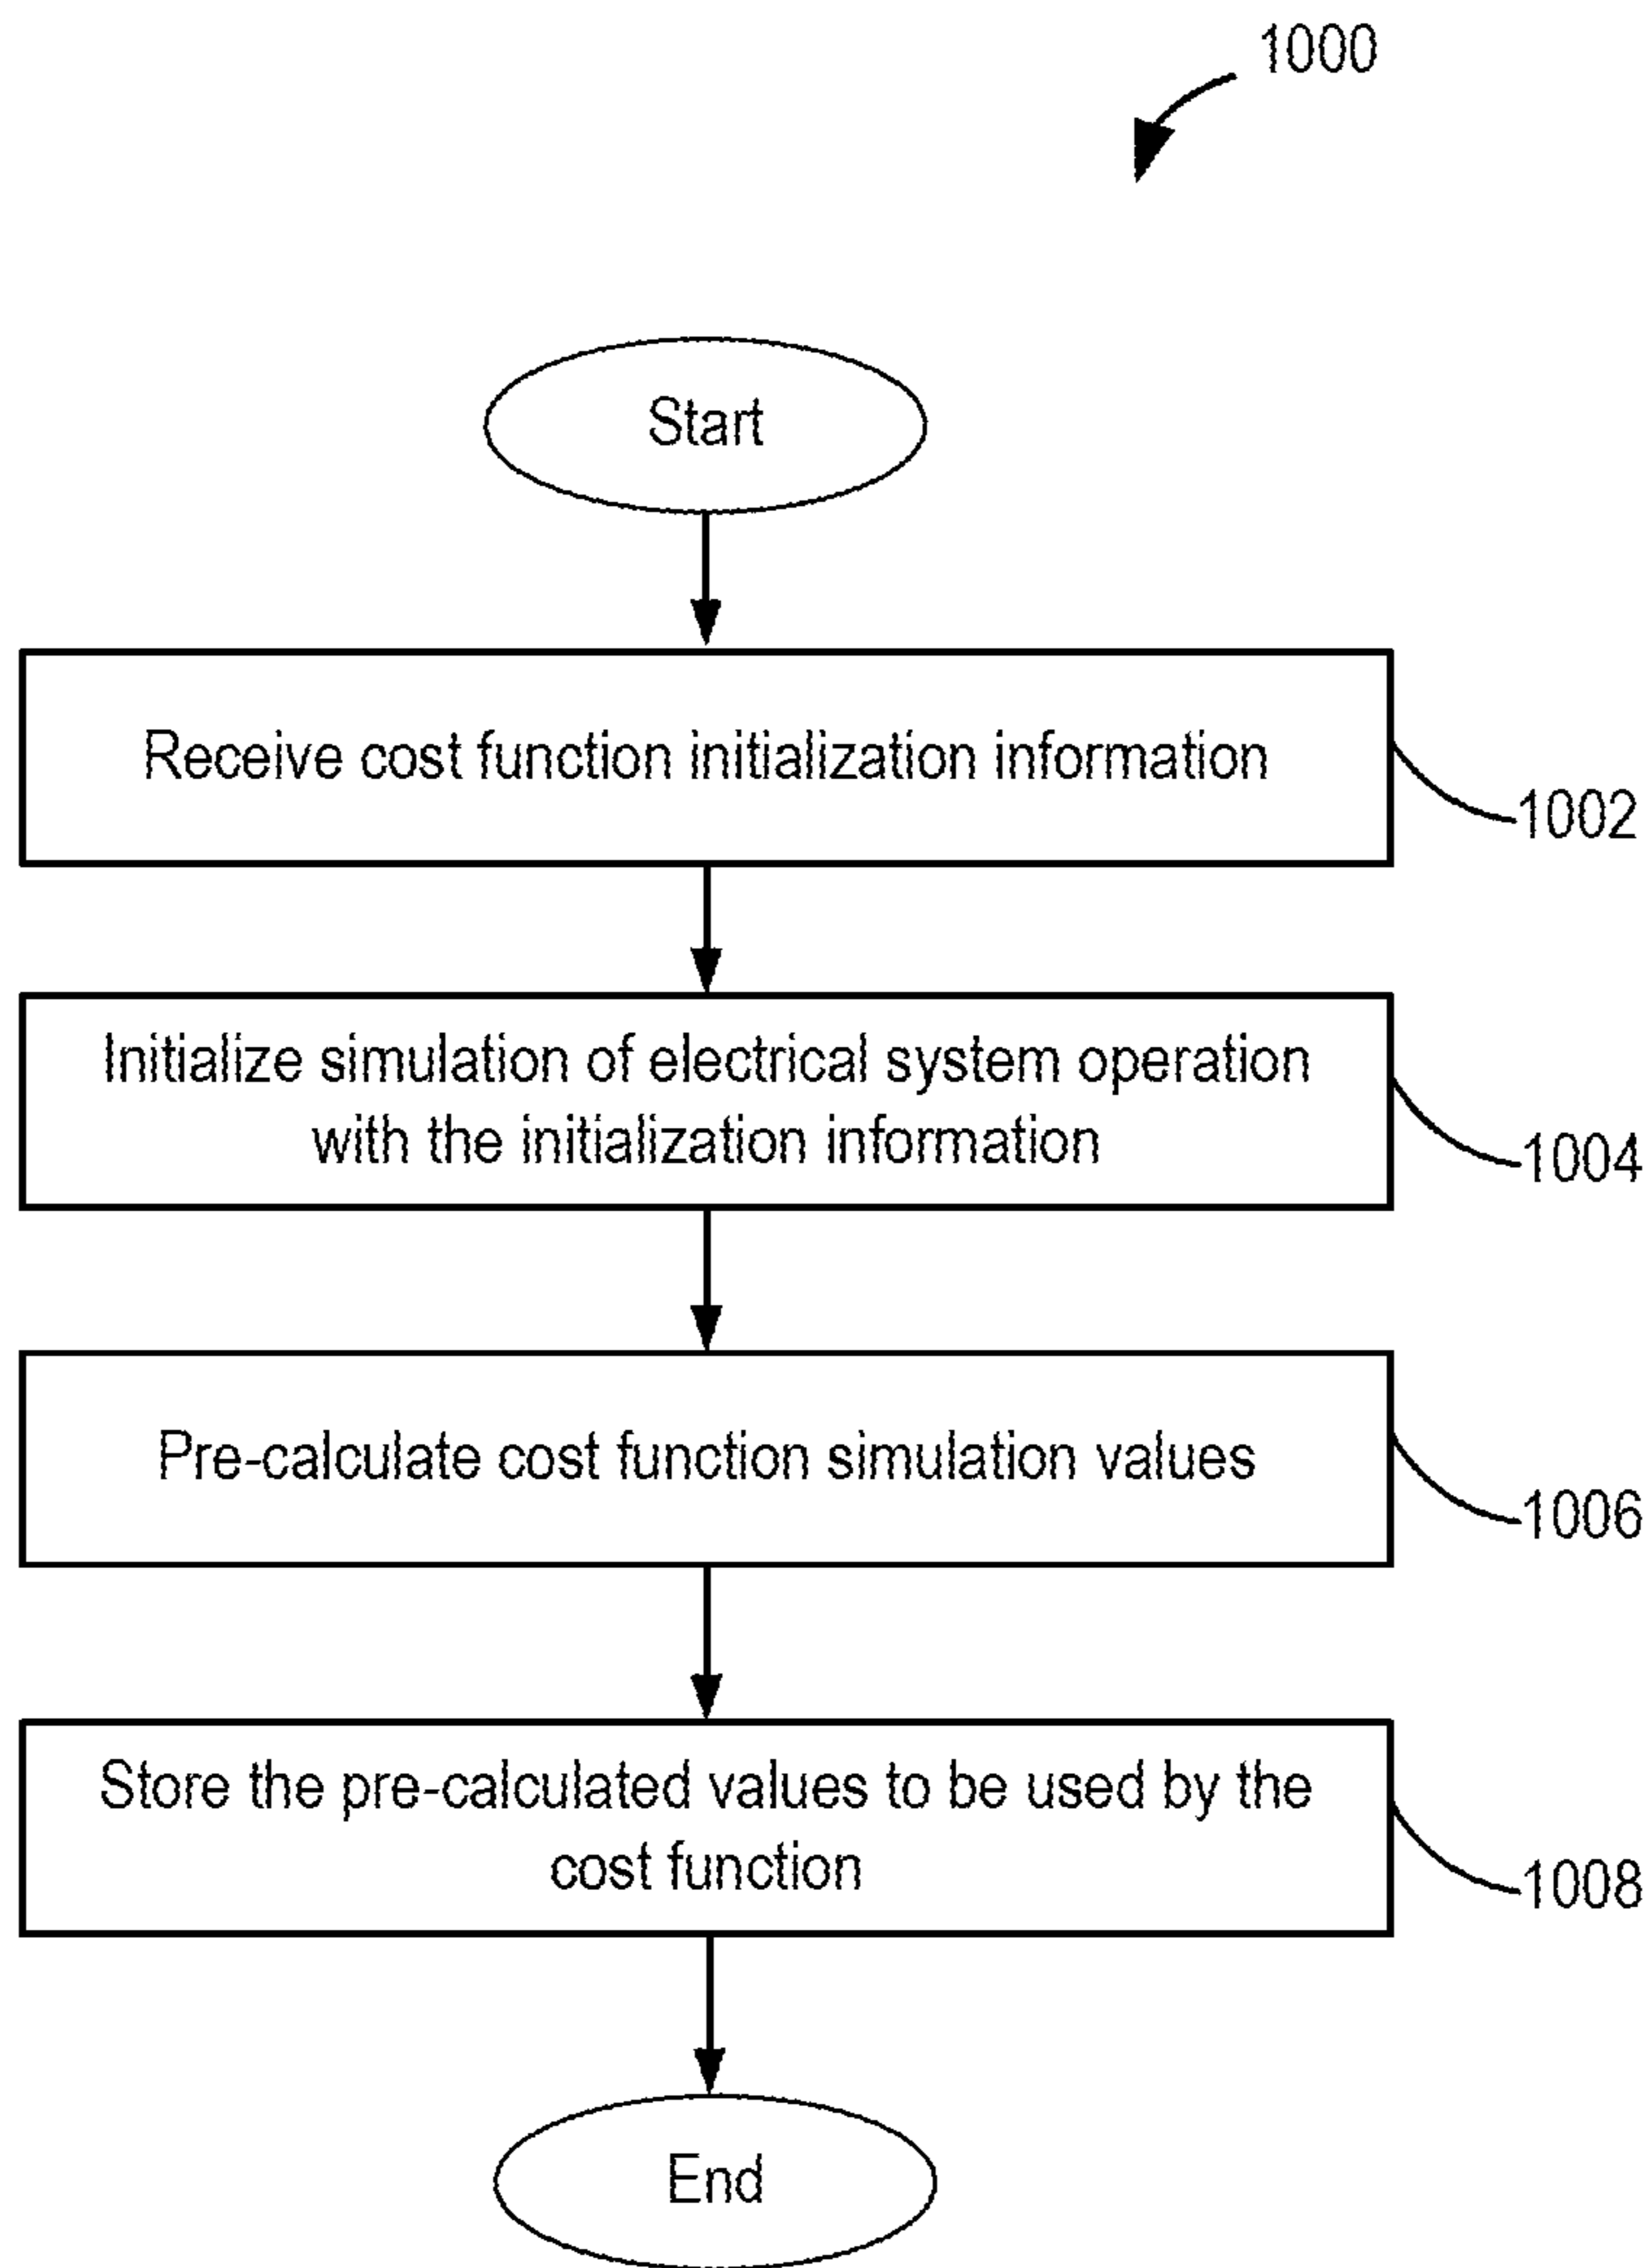 1000
Start
Receive cost function initialization information
1002
Initialize simulation of electrical system operation
with the initialization information
1004
Pre-calculate cost function simulation values
1006
Store the pre-calculated values to be used by the
cost function
1008
End